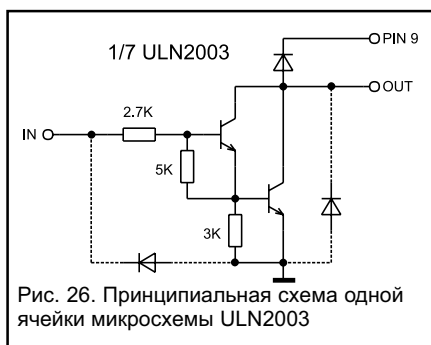 PIN 9
1/7 ULN2003
OUT
2.7K
IN
5K
3K
Рис. 26. Принципиальная схема одной
ячейки микросхемы ULN2003